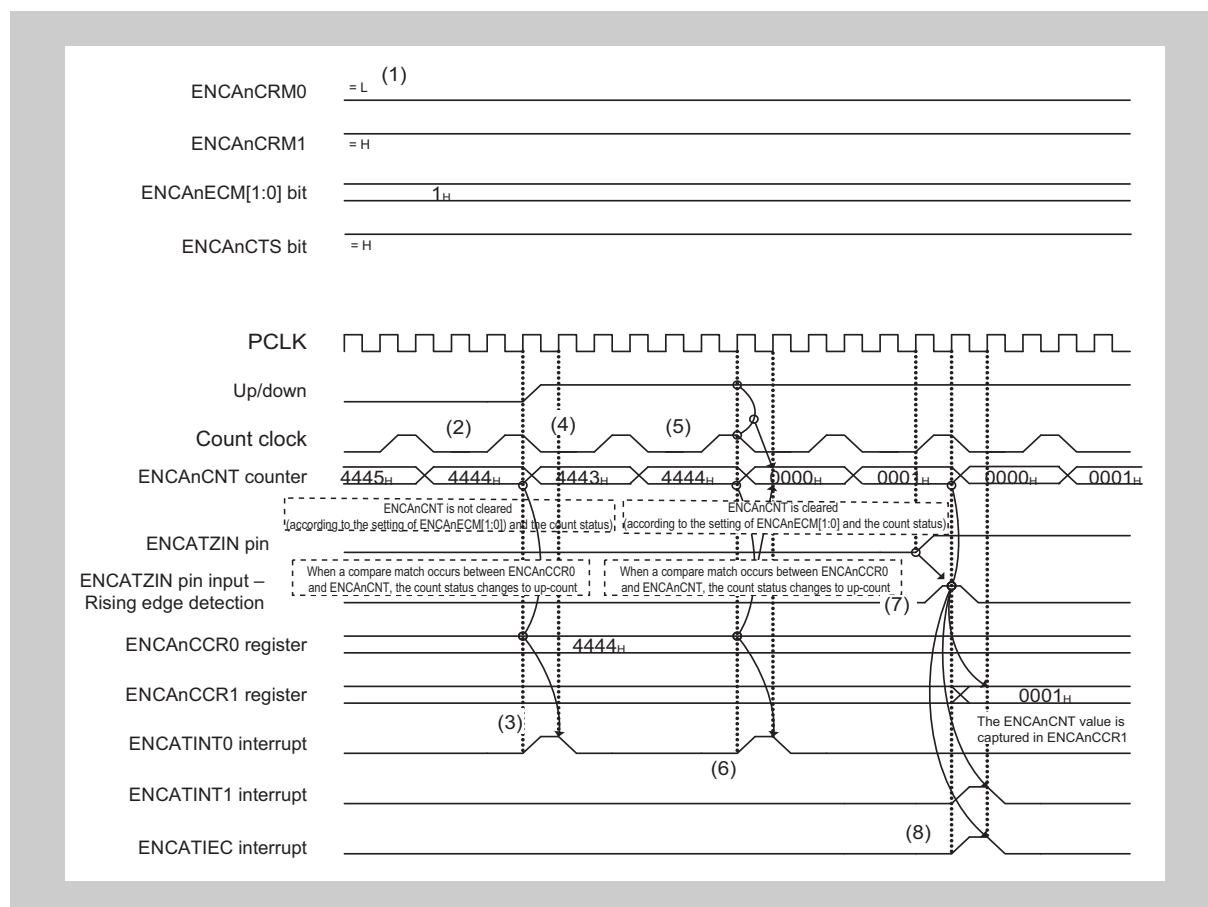 (1)
ENCAnCRM0 = L
ENCAnCRM1 = H
ENCAnECM[1:0] bit 1H
ENCAnCTS bit = H
PCLK
Up/down
(2) (4) (5)
Count clock
ENCAnCNT counter 4445H 4444H 4443H 4444H 0000H 0001H 0000H 0001H
ENCAnCNT is not cleared
(according to the setting of ENCAnECM[1:0]) and the count status)
ENCAnCNT is cleared
(according to the setting of ENCAnECM[1:0] and the count status)
ENCATZIN pin
When a compare match occurs between ENCAnCCR0
and ENCAnCNT, the count status changes to up-count
When a compare match occurs between ENCAnCCR0
and ENCAnCNT, the count status changes to up-count
ENCATZIN pin input –
Rising edge detection
(7)
ENCAnCCR0 register 4444H
ENCAnCCR1 register 0001H
(3)
The ENCAnCNT value is
captured in ENCAnCCR1
ENCATINT0 interrupt
(6)
ENCATINT1 interrupt
(8)
ENCATIEC interrupt